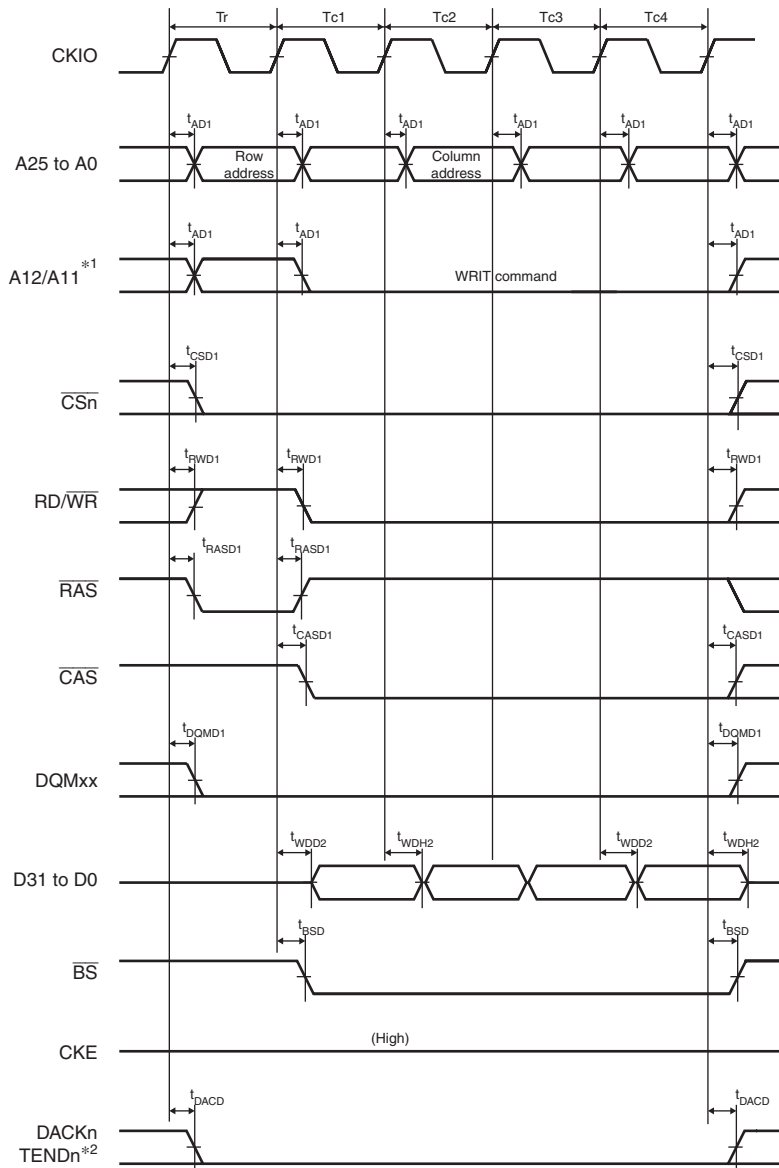 Tr Tc1 Tc2 Tc3 Tc4
CKIO
tAD1 tAD1 tAD1 tAD1 tAD1 tAD1
A25 to A0
Row
address
Column
address
tAD1 tAD1 tAD1
A12/A11*1
WRIT command
tCSD1 tCSD1
CSn
tRWD1 tRWD1 tRWD1
RD/WR
tRASD1 tRASD1
RAS
tCASD1 tCASD1
CAS
tDQMD1 tDQMD1
DQMxx
tWDD2 tWDH2 tWDD2 tWDH2
D31 to D0
tBSD tBSD
BS
(High)
CKE
tDACD tDACD
DACKn
TENDn*2